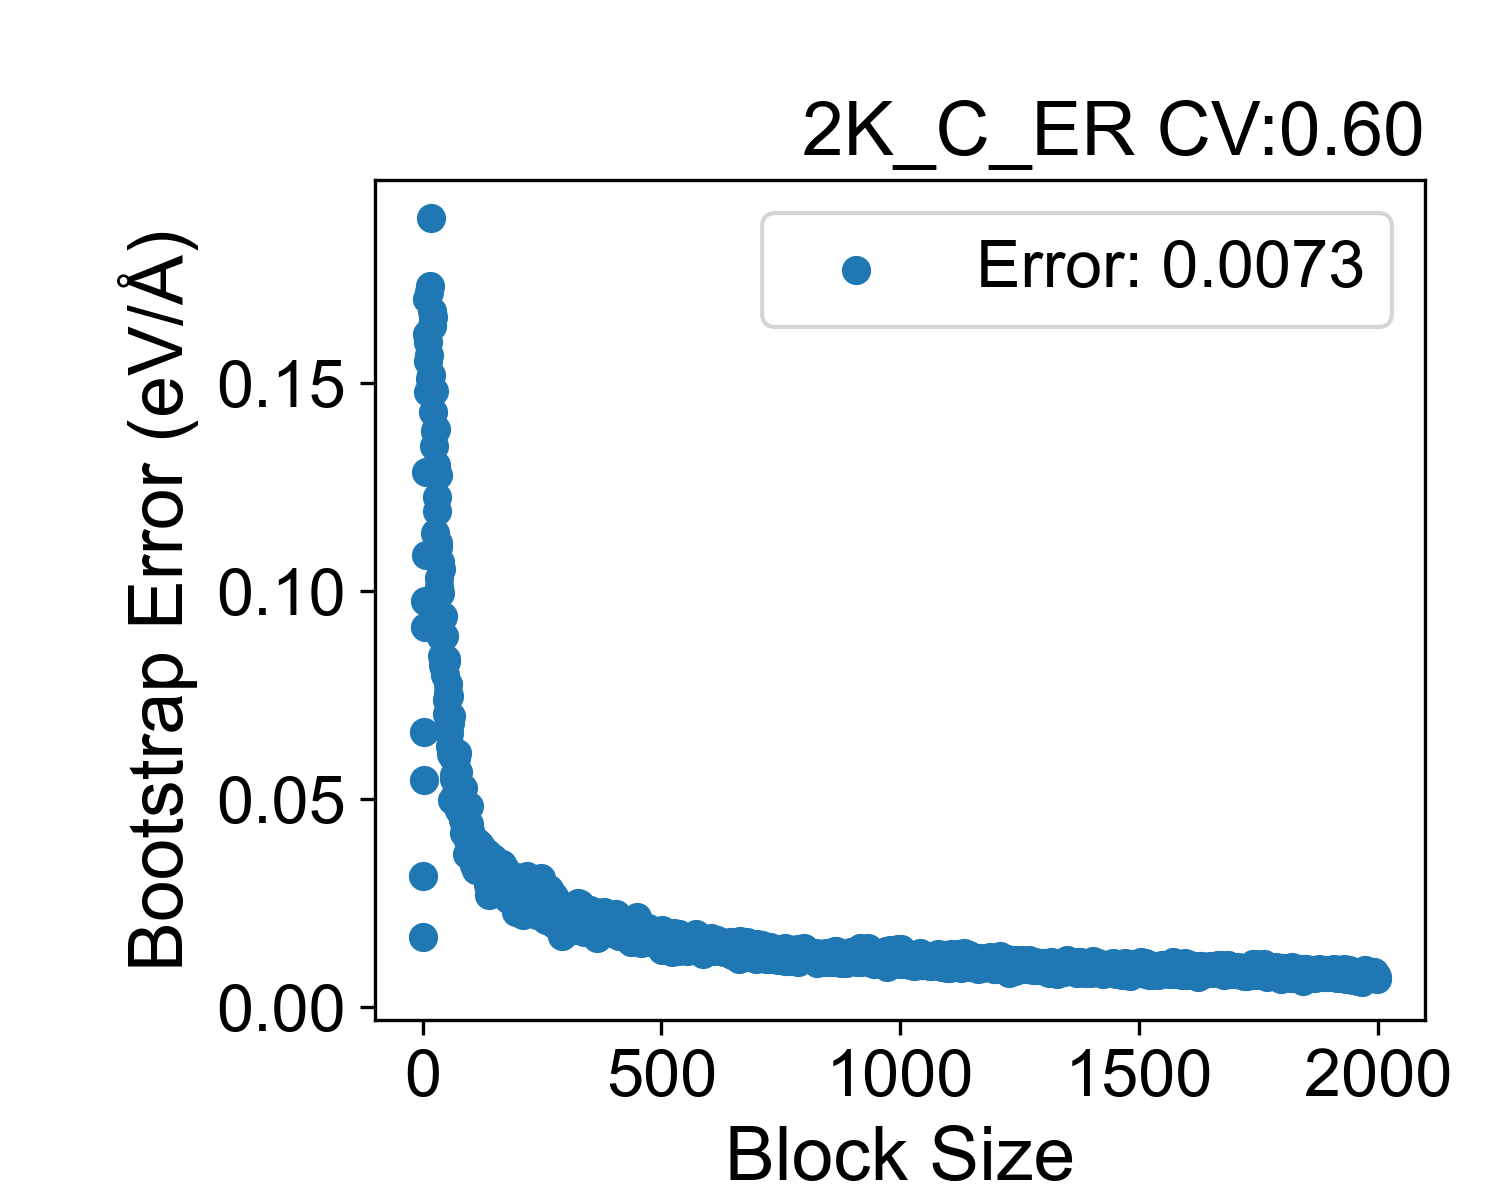 2K_C_ER CV:0.60
Error: 0.0073
Bootstrap Error (eV/Å)
0.15
0.10
0.05
0.00
0 500 1000 1500 2000
Block Size